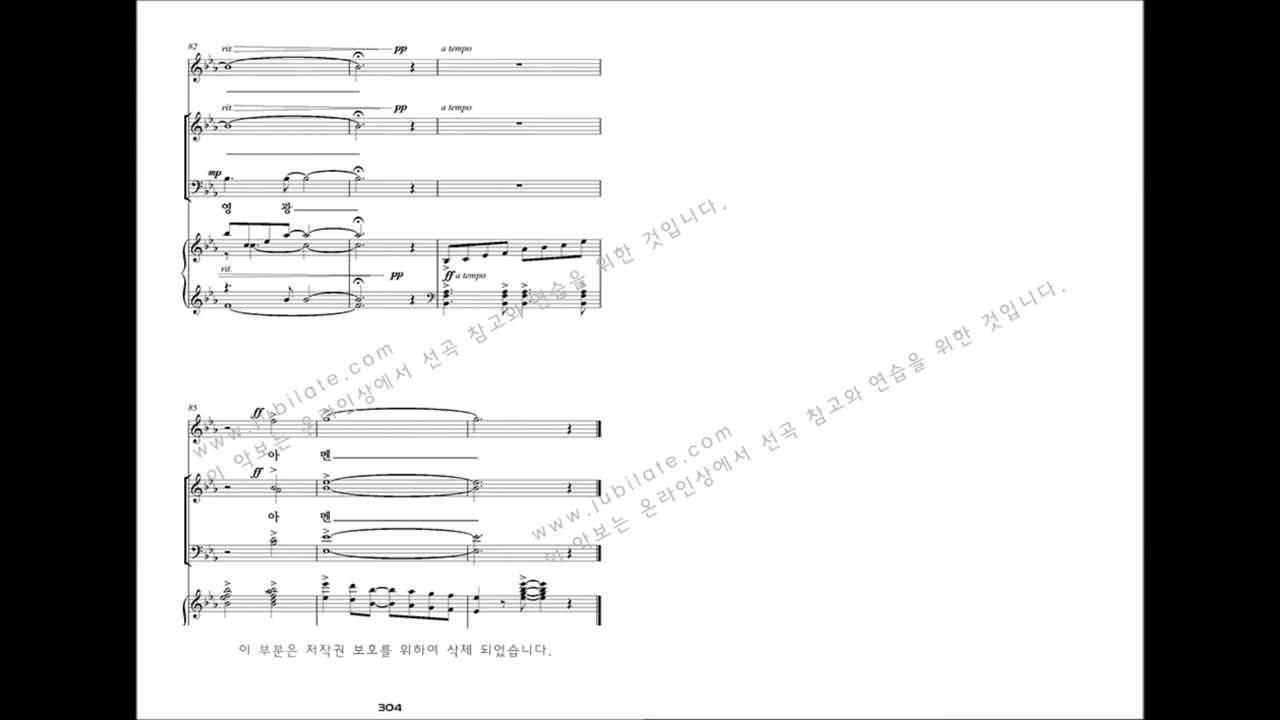 82
rit.
pp
a tempo
rit.
pp
a tempo
mp
영 광
rit.
pp
ff a tempo
85
ff
아 멘
ff
아 멘
www.jubilate.com
이 악보는 온라인상에서 선곡 참고와 연습을 위한 것입니다.
www.jubilate.com
이 악보는 온라인상에서 선곡 참고와 연습을 위한 것입니다.
이 부분은 저작권 보호를 위하여 삭제 되었습니다.
304